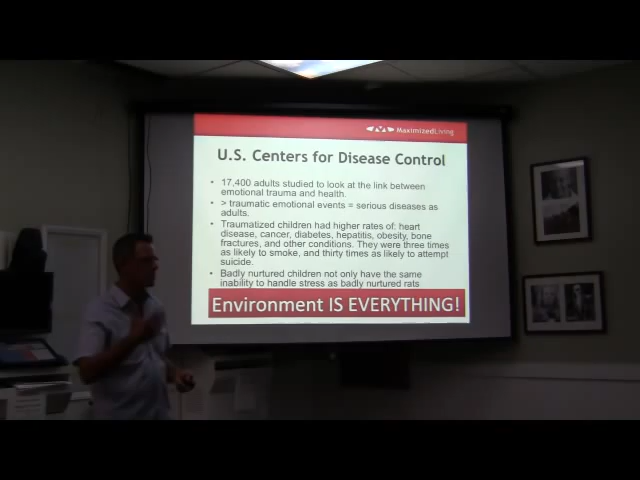 MaximizedLiving
U.S. Centers for Disease Control
• 17,400 adults studied to look at the link between
emotional trauma and health.
• > traumatic emotional events = serious diseases as
adults.
• Traumatized children had higher rates of: heart
disease, cancer, diabetes, hepatitis, obesity, bone
fractures, and other conditions. They were three times
as likely to smoke, and thirty times as likely to attempt
suicide.
• Badly nurtured children not only have the same
inability to handle stress as badly nurtured rats
Environment IS EVERYTHING!